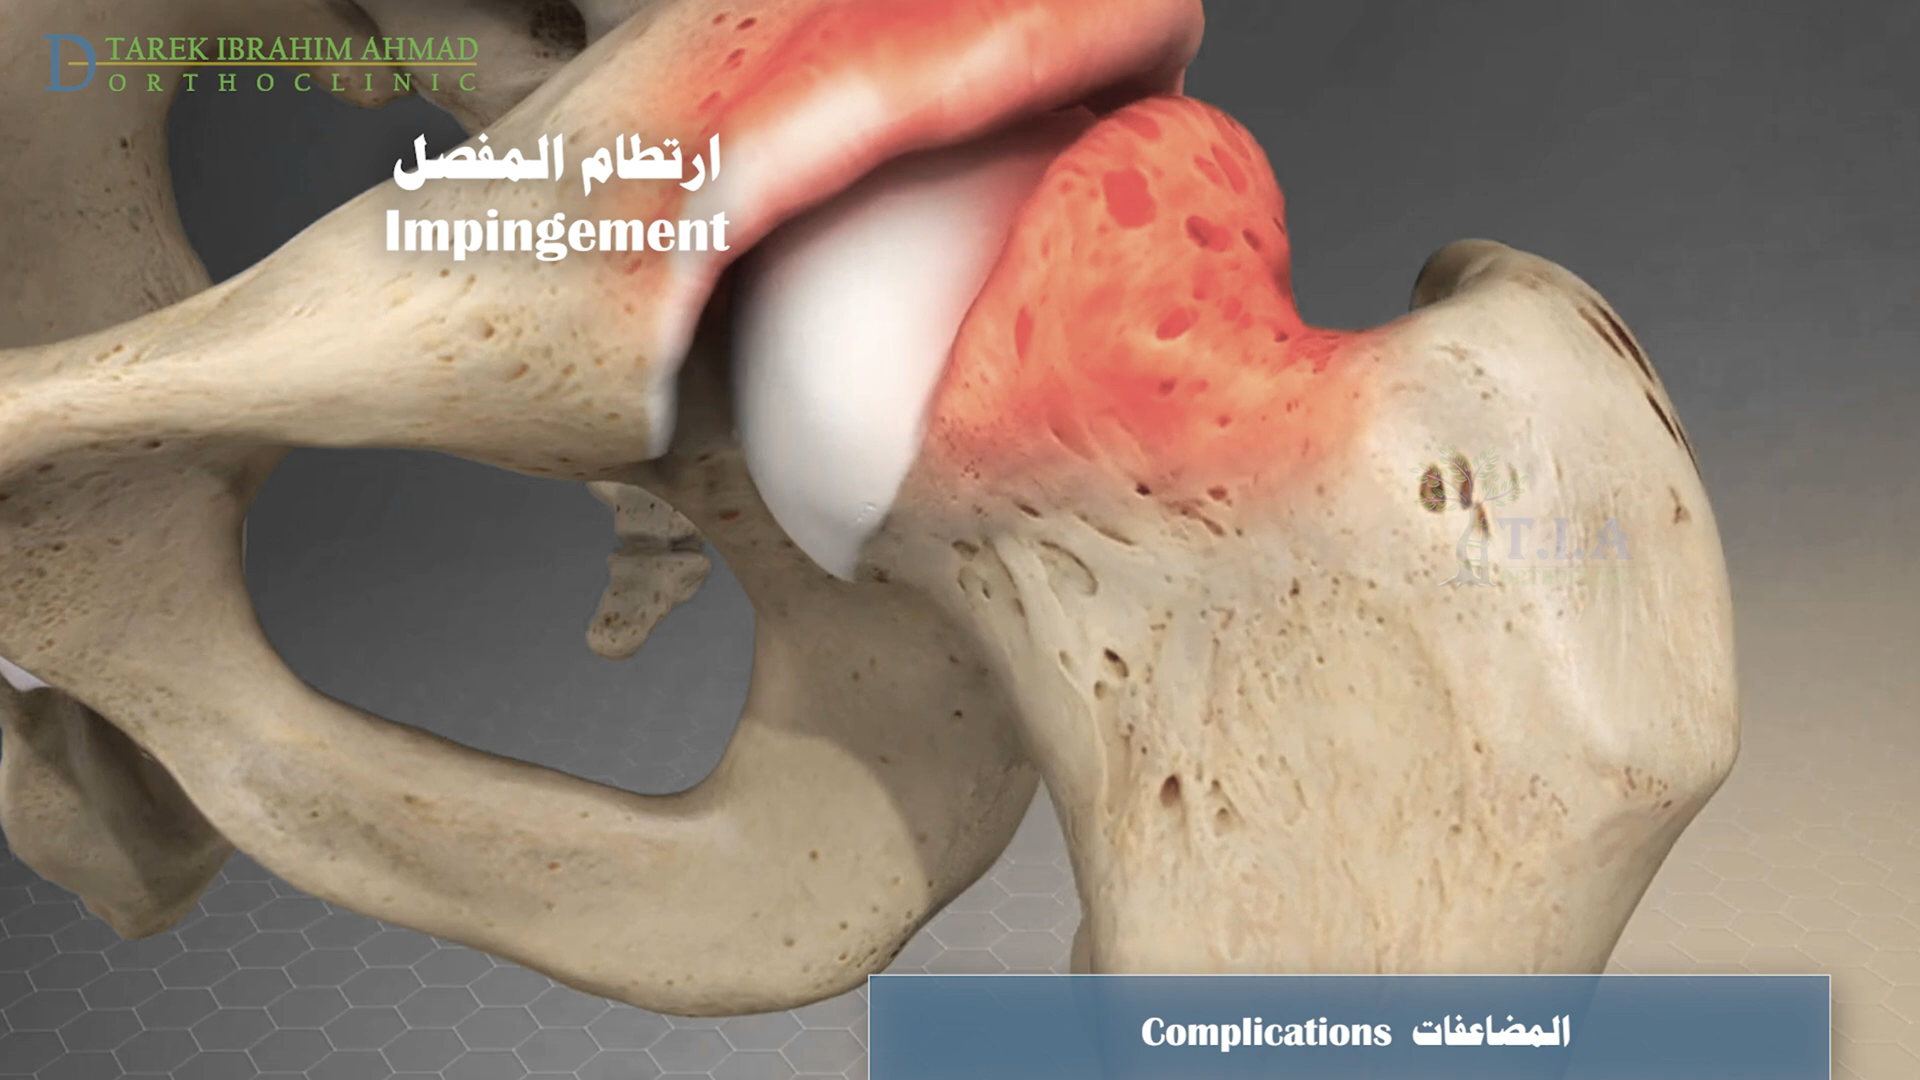 TAREK IBRAHIM AHMAD
ORTHOCLINIC
ارتطام المفصل
Impingement
T.I.A
Complications المضاعفات